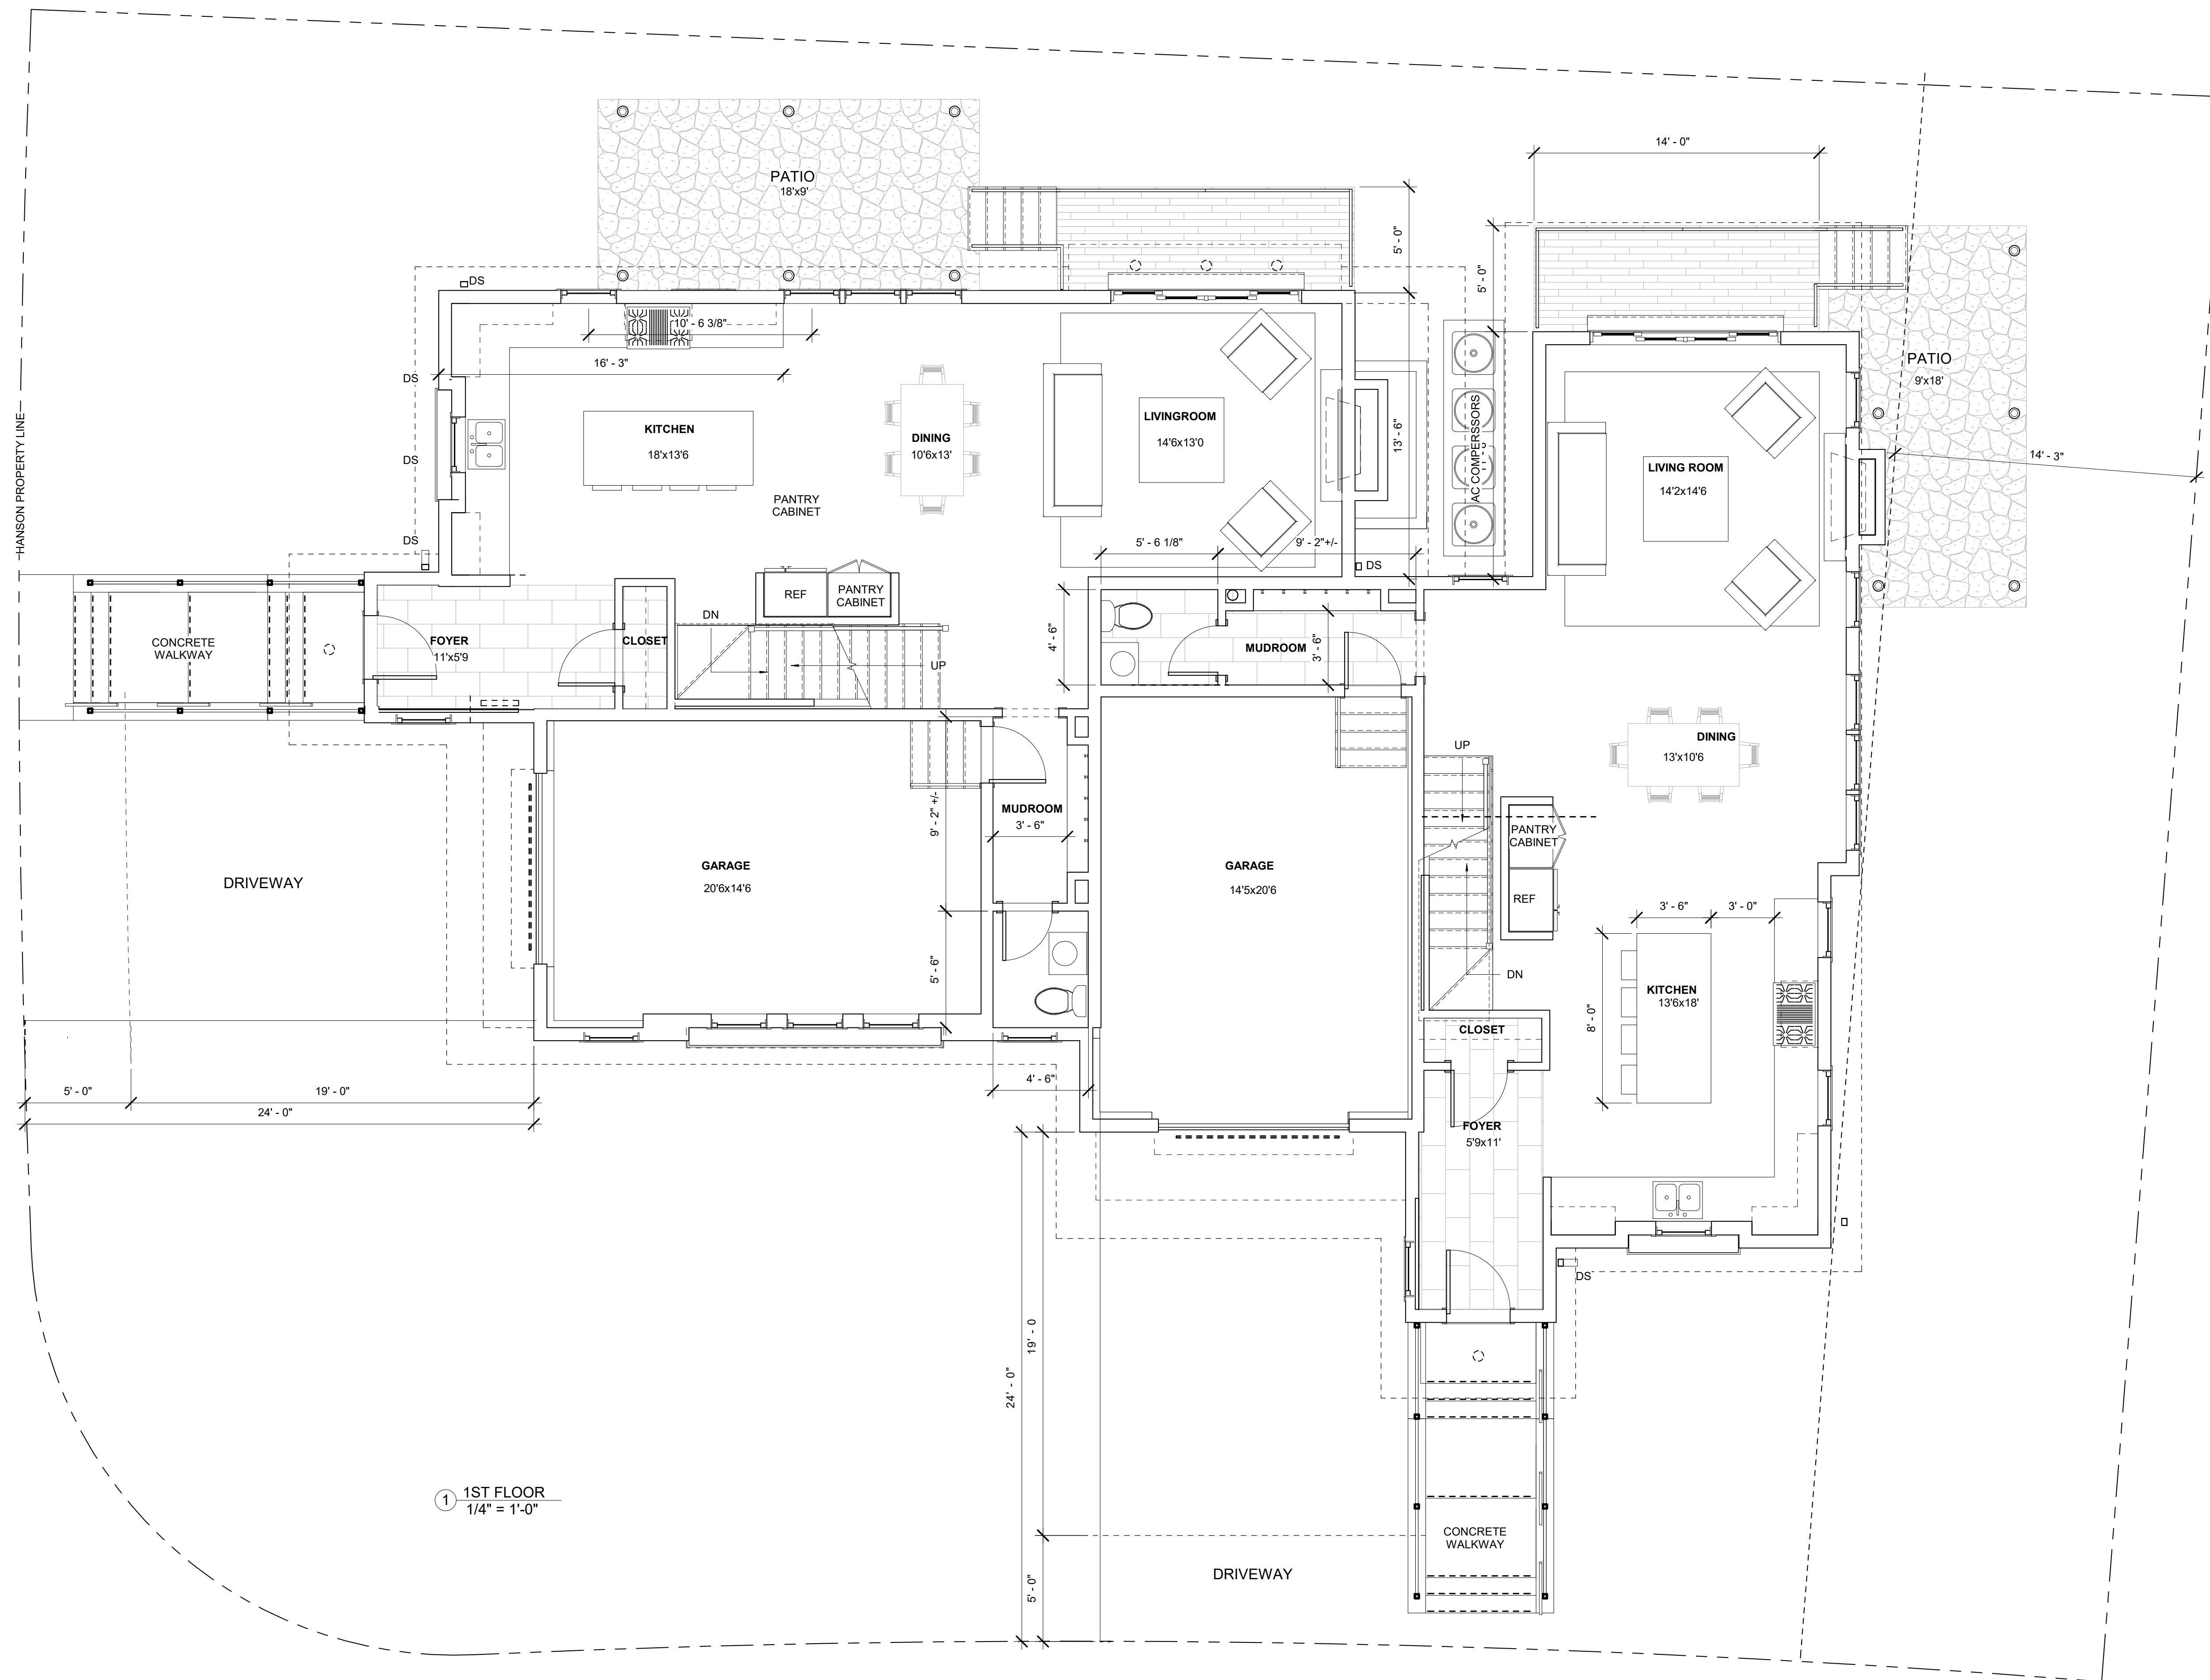 14' - 0"
PATIO
18'x9'
5' - 0"
5' - 0"
DS
10' - 6 3/8"
16' - 3"
DS
PATIO
9'x18'
HANSON PROPERTY LINE
KITCHEN
18'x13'6
DINING
10'6x13'
LIVINGROOM
14'6x13'0
13' - 6"
AC COMPERSSORS
LIVING ROOM
14'2x14'6
14' - 3"
DS
PANTRY
CABINET
DS
5' - 6 1/8"
9' - 2"+/-
DS
REF
PANTRY
CABINET
DN
CONCRETE
WALKWAY
FOYER
11'x5'9
CLOSET
UP
4' - 6"
MUDROOM
3' - 6"
DINING
13'x10'6
UP
9' - 2" +/-
MUDROOM
3' - 6"
PANTRY
CABINET
REF
DRIVEWAY
GARAGE
20'6x14'6
GARAGE
14'5x20'6
3' - 6"
3' - 0"
5' - 6"
DN
KITCHEN
13'6x18'
8' - 0"
CLOSET
5' - 0"
19' - 0"
24' - 0"
4' - 6"
FOYER
5'9x11'
DS
19' - 0
24' - 0"
1
1ST FLOOR
1/4" = 1'-0"
CONCRETE
WALKWAY
5' - 0"
DRIVEWAY